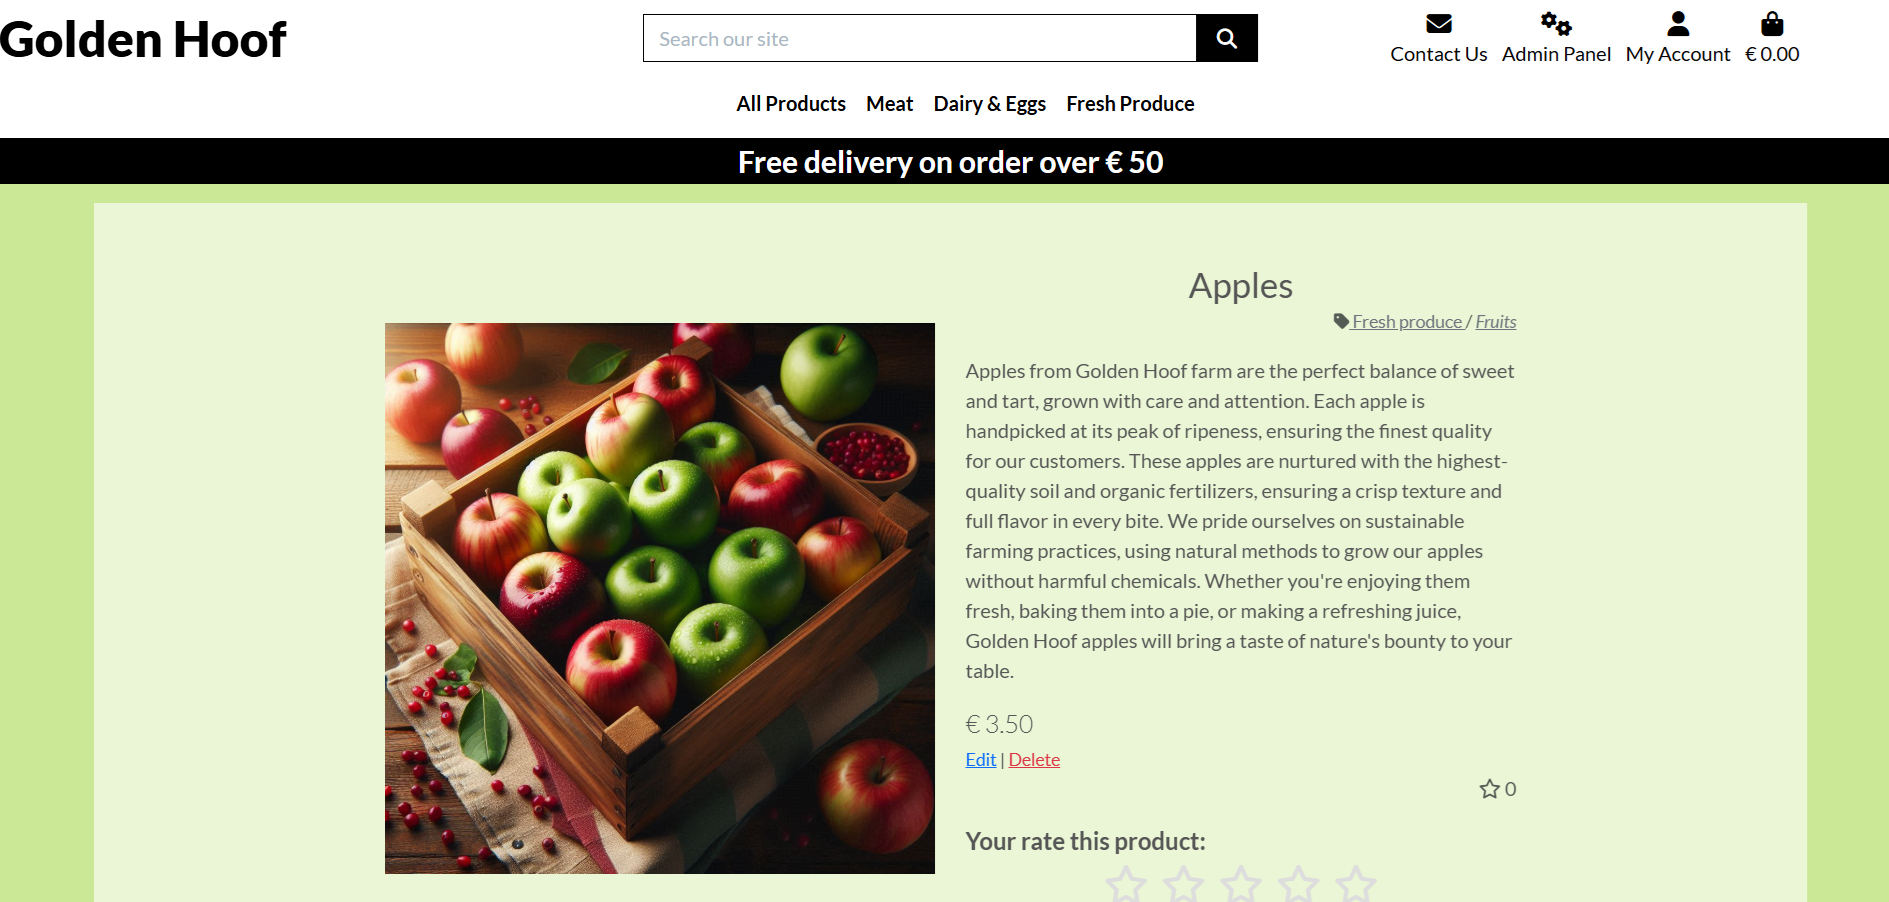 Golden Hoof
Search our site
Contact Us
Admin Panel
My Account
€ 0.00
All Products
Meat
Dairy & Eggs
Fresh Produce
Free delivery on order over € 50
Apples
Fresh produce / Fruits
Apples from Golden Hoof farm are the perfect balance of sweet
and tart, grown with care and attention. Each apple is
handpicked at its peak of ripeness, ensuring the finest quality
for our customers. These apples are nurtured with the highest-
quality soil and organic fertilizers, ensuring a crisp texture and
full flavor in every bite. We pride ourselves on sustainable
farming practices, using natural methods to grow our apples
without harmful chemicals. Whether you're enjoying them
fresh, baking them into a pie, or making a refreshing juice,
Golden Hoof apples will bring a taste of nature's bounty to your
table.
€ 3.50
Edit | Delete
0
Your rate this product: